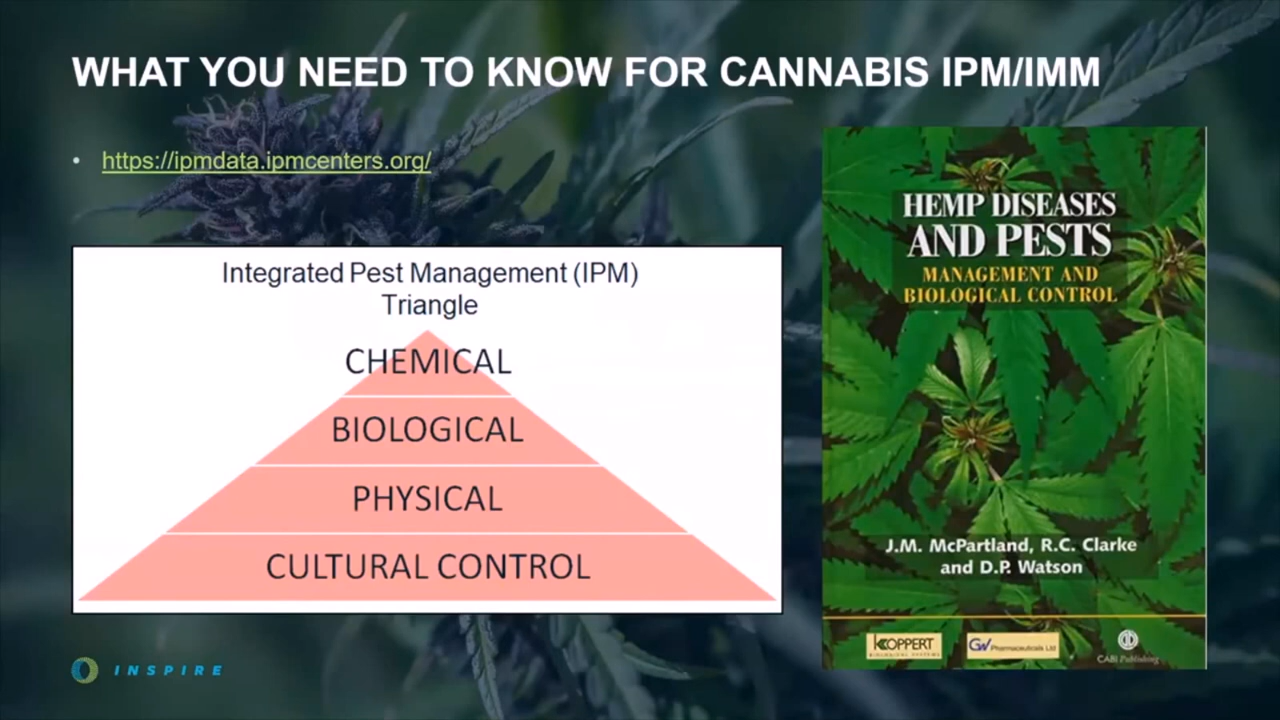 WHAT YOU NEED TO KNOW FOR CANNABIS IPM/IMM
• https://ipmdata.ipmcenters.org/
Integrated Pest Management (IPM)
Triangle
CHEMICAL
BIOLOGICAL
PHYSICAL
CULTURAL CONTROL
HEMP DISEASES
AND PESTS
MANAGEMENT AND
BIOLOGICAL CONTROL
J.M. McPartland, R.C. Clarke
and D.P. Watson
KOPPERT
BIOLOGICAL SYSTEMS
GW Pharmaceuticals Ltd
CABI Publishing
INSPIRE